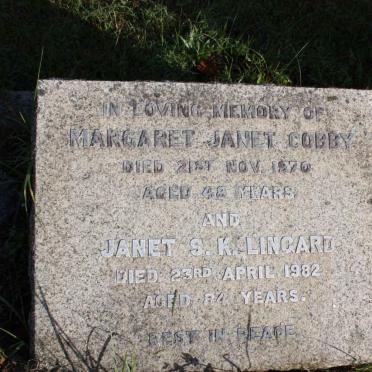 IN LOVING MEMORY OF
MARGARET JANET COBBY
DIED 21ST NOV. 1970
AGED 48 YEARS
AND
JANET S. K. LINGARD
DIED 23RD APRIL 1982
AGED 84 YEARS.
REST IN PEACE